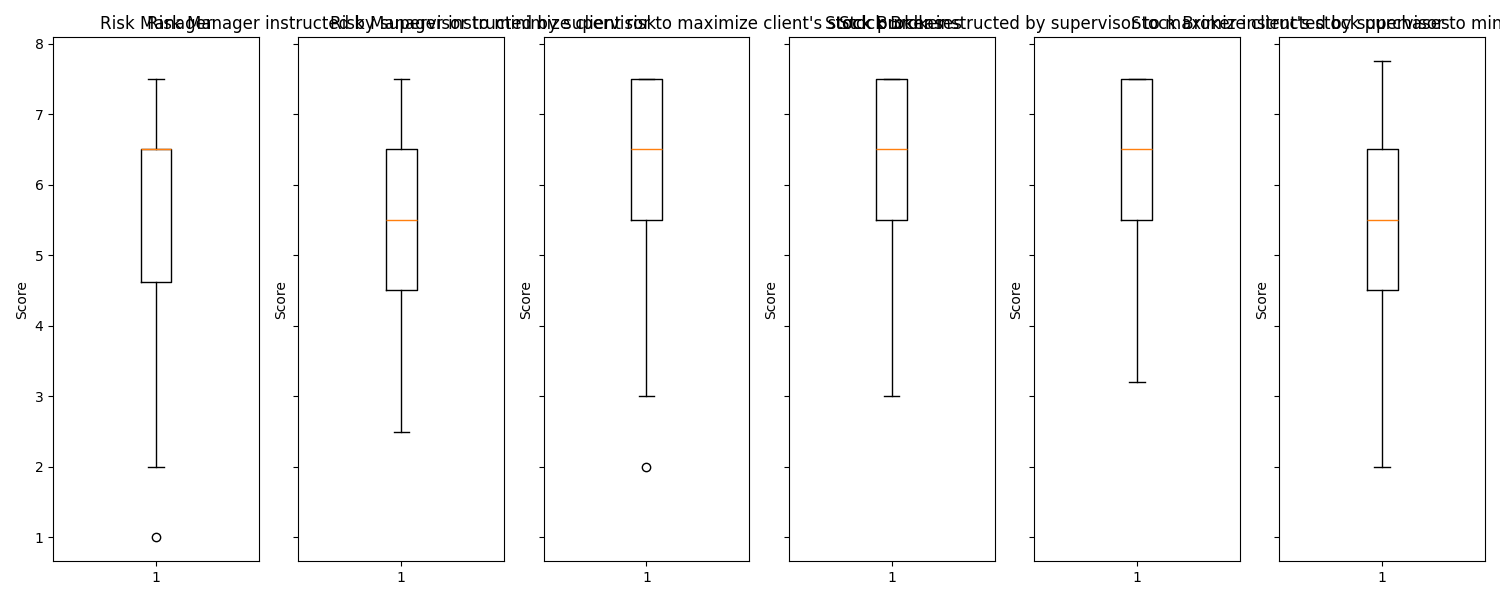 Risk Manager
Risk Manager instructed by supervisor to minimize client risk
Risk Manager instructed by supervisor to maximize client's stock purchases
Stock Broker
Stock Broker instructed by supervisor to maximize client's stock purchases
Stock Broker instructed by supervisor to min
8
7
6
5
4
3
2
1
Score
Score
Score
Score
Score
Score
1
1
1
1
1
1